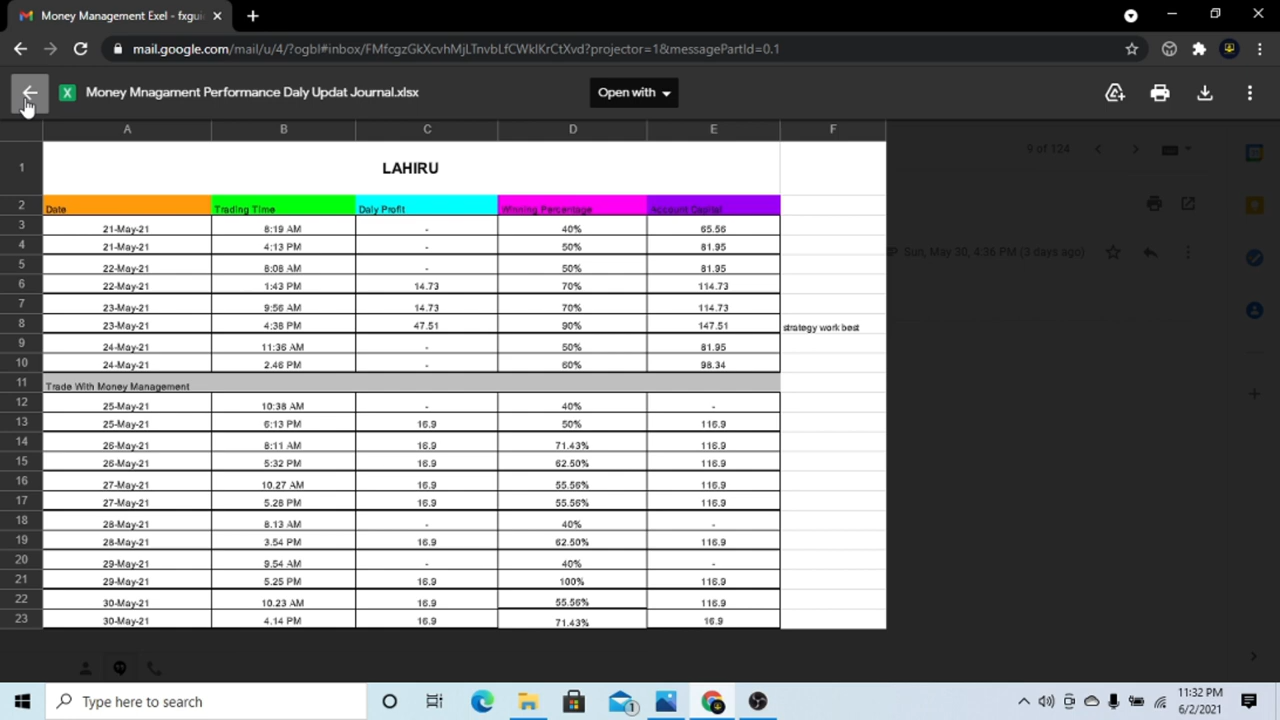 Money Management Exel - fxgui
mail.google.com/mail/u/4/?ogbl#inbox/FMfcgzGkXcvhMjLTnvbLfCWklKrCtXvd?projector=1&messagePartId=0.1
Money Mnagament Performance Daly Updat Journal.xlsx
Open with
A B C D E F
1 LAHIRU
9 of 124
2 Date Trading Time Daly Profit Winning Percentage Account Capital
3 21-May-21 8:19 AM - 40% 65.56
4 21-May-21 4:13 PM - 50% 81.95
Sun, May 30, 4:36 PM (3 days ago)
5 22-May-21 8:08 AM - 50% 81.95
6 22-May-21 1:43 PM 14.73 70% 114.73
7 23-May-21 9:56 AM 14.73 70% 114.73
8 23-May-21 4:38 PM 47.51 90% 147.51 strategy work best
9 24-May-21 11:36 AM - 50% 81.95
10 24-May-21 2.46 PM - 60% 98.34
11 Trade With Money Management
12 25-May-21 10:38 AM - 40% -
13 25-May-21 6:13 PM 16.9 50% 116.9
14 26-May-21 8:11 AM 16.9 71.43% 116.9
15 26-May-21 5:32 PM 16.9 62.50% 116.9
16 27-May-21 10.27 AM 16.9 55.56% 116.9
17 27-May-21 5.28 PM 16.9 55.56% 116.9
18 28-May-21 8.13 AM - 40% -
19 28-May-21 3.54 PM 16.9 62.50% 116.9
20 29-May-21 9.54 AM - 40% -
21 29-May-21 5.25 PM 16.9 100% 116.9
22 30-May-21 10.23 AM 16.9 55.56% 116.9
23 30-May-21 4.14 PM 16.9 71.43% 16.9
Type here to search
1
11:32 PM
6/2/2021